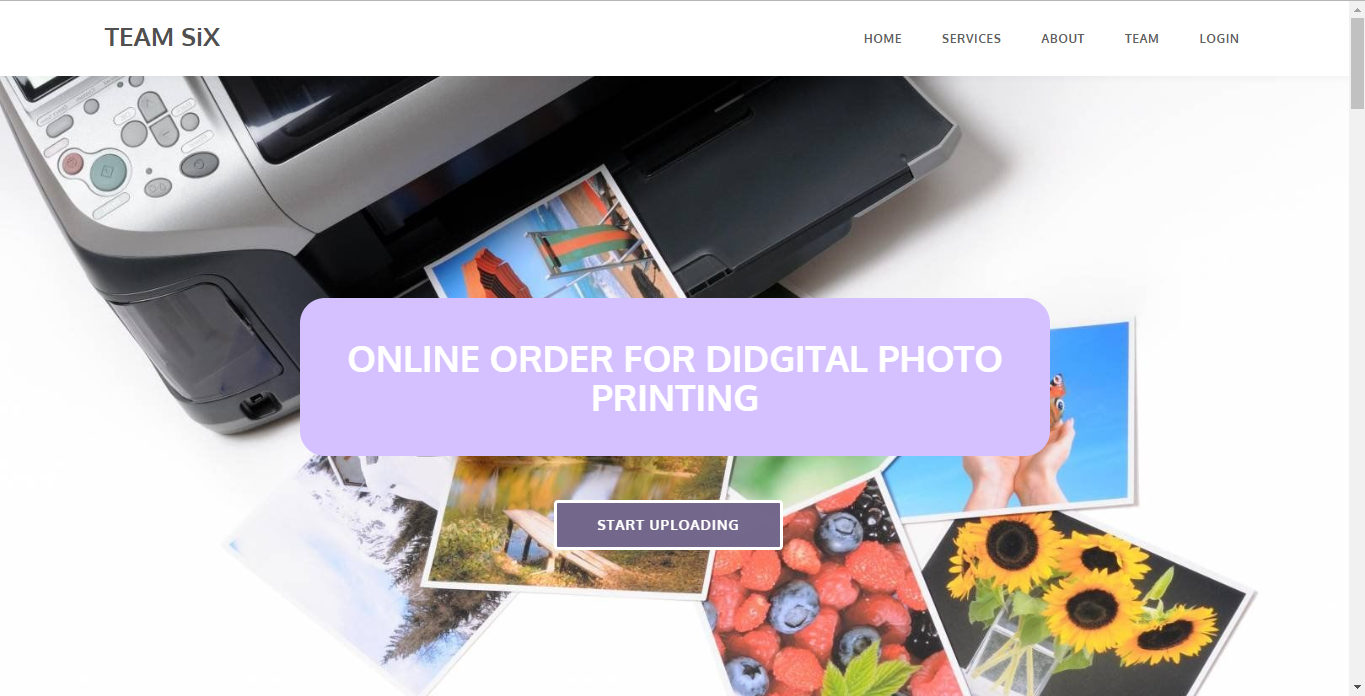 TEAM SiX
HOME SERVICES ABOUT TEAM LOGIN
ONLINE ORDER FOR DIDGITAL PHOTO
PRINTING
START UPLOADING